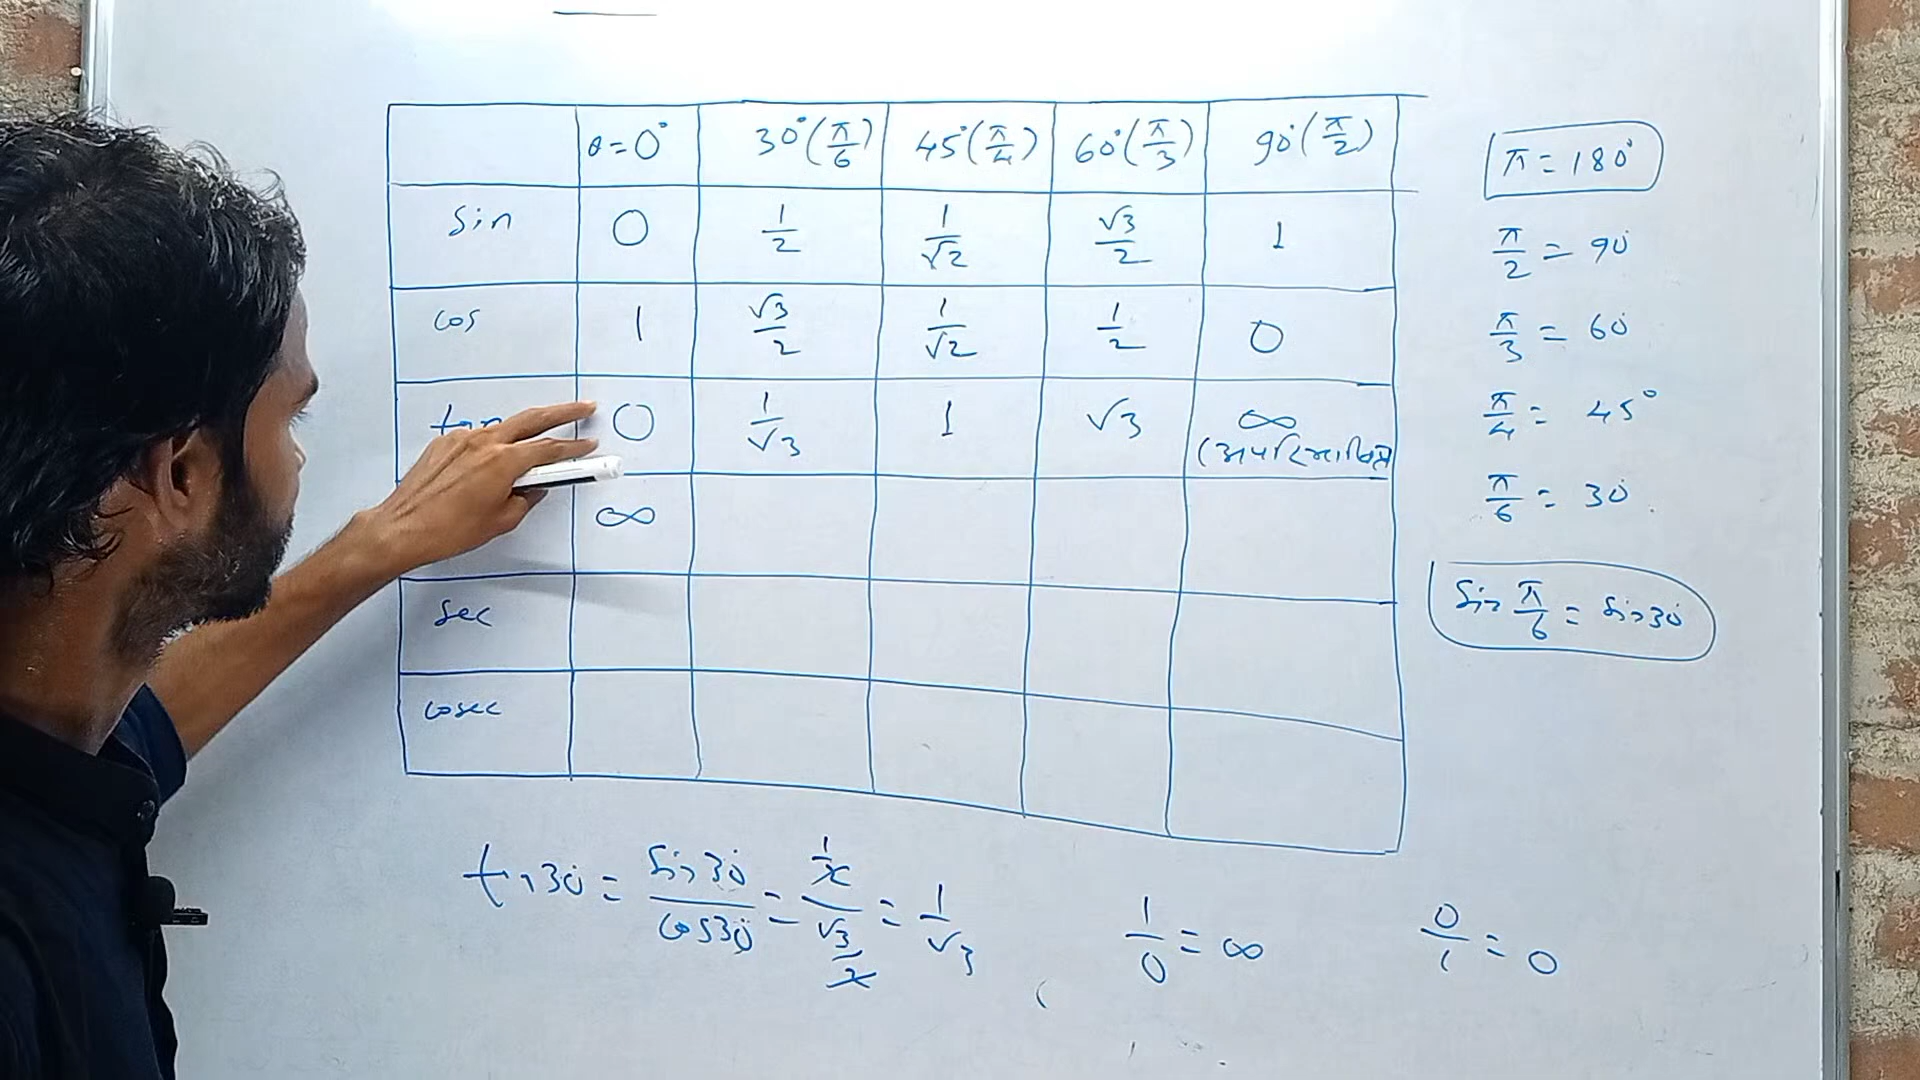 θ=0° 30°(π/6) 45°(π/4) 60°(π/3) 90°(π/2)
Sin 0 1/2 1/√2 √3/2 1
cos 1 √3/2 1/√2 1/2 0
tan 0 1/√3 1 √3 ∞
(अपरिभाषित)
∞
Sec
cosec
π = 180°
π/2 = 90°
π/3 = 60°
π/4 = 45°
π/6 = 30°
Sin π/6 = Sin30°
tan30° = Sin30°/cos30° = (1/2)/(√3/2) = 1/√3
1/0 = ∞
0/1 = 0